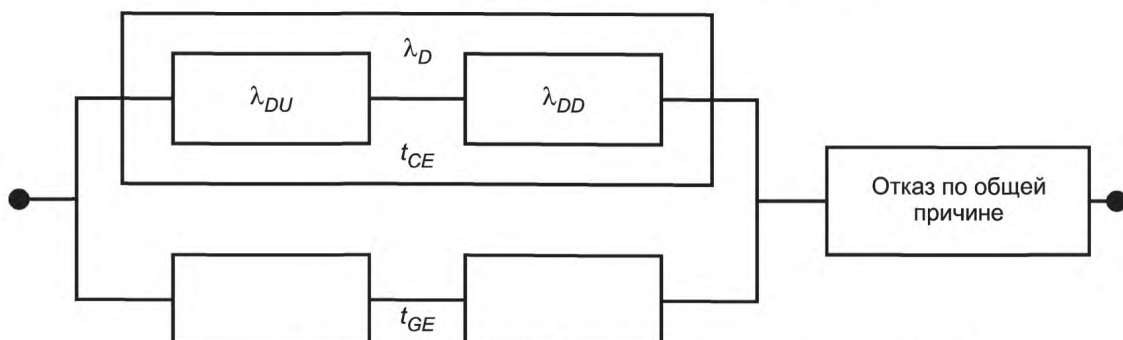 λD
λDU
λDD
tCE
Отказ по общей
причине
tGE